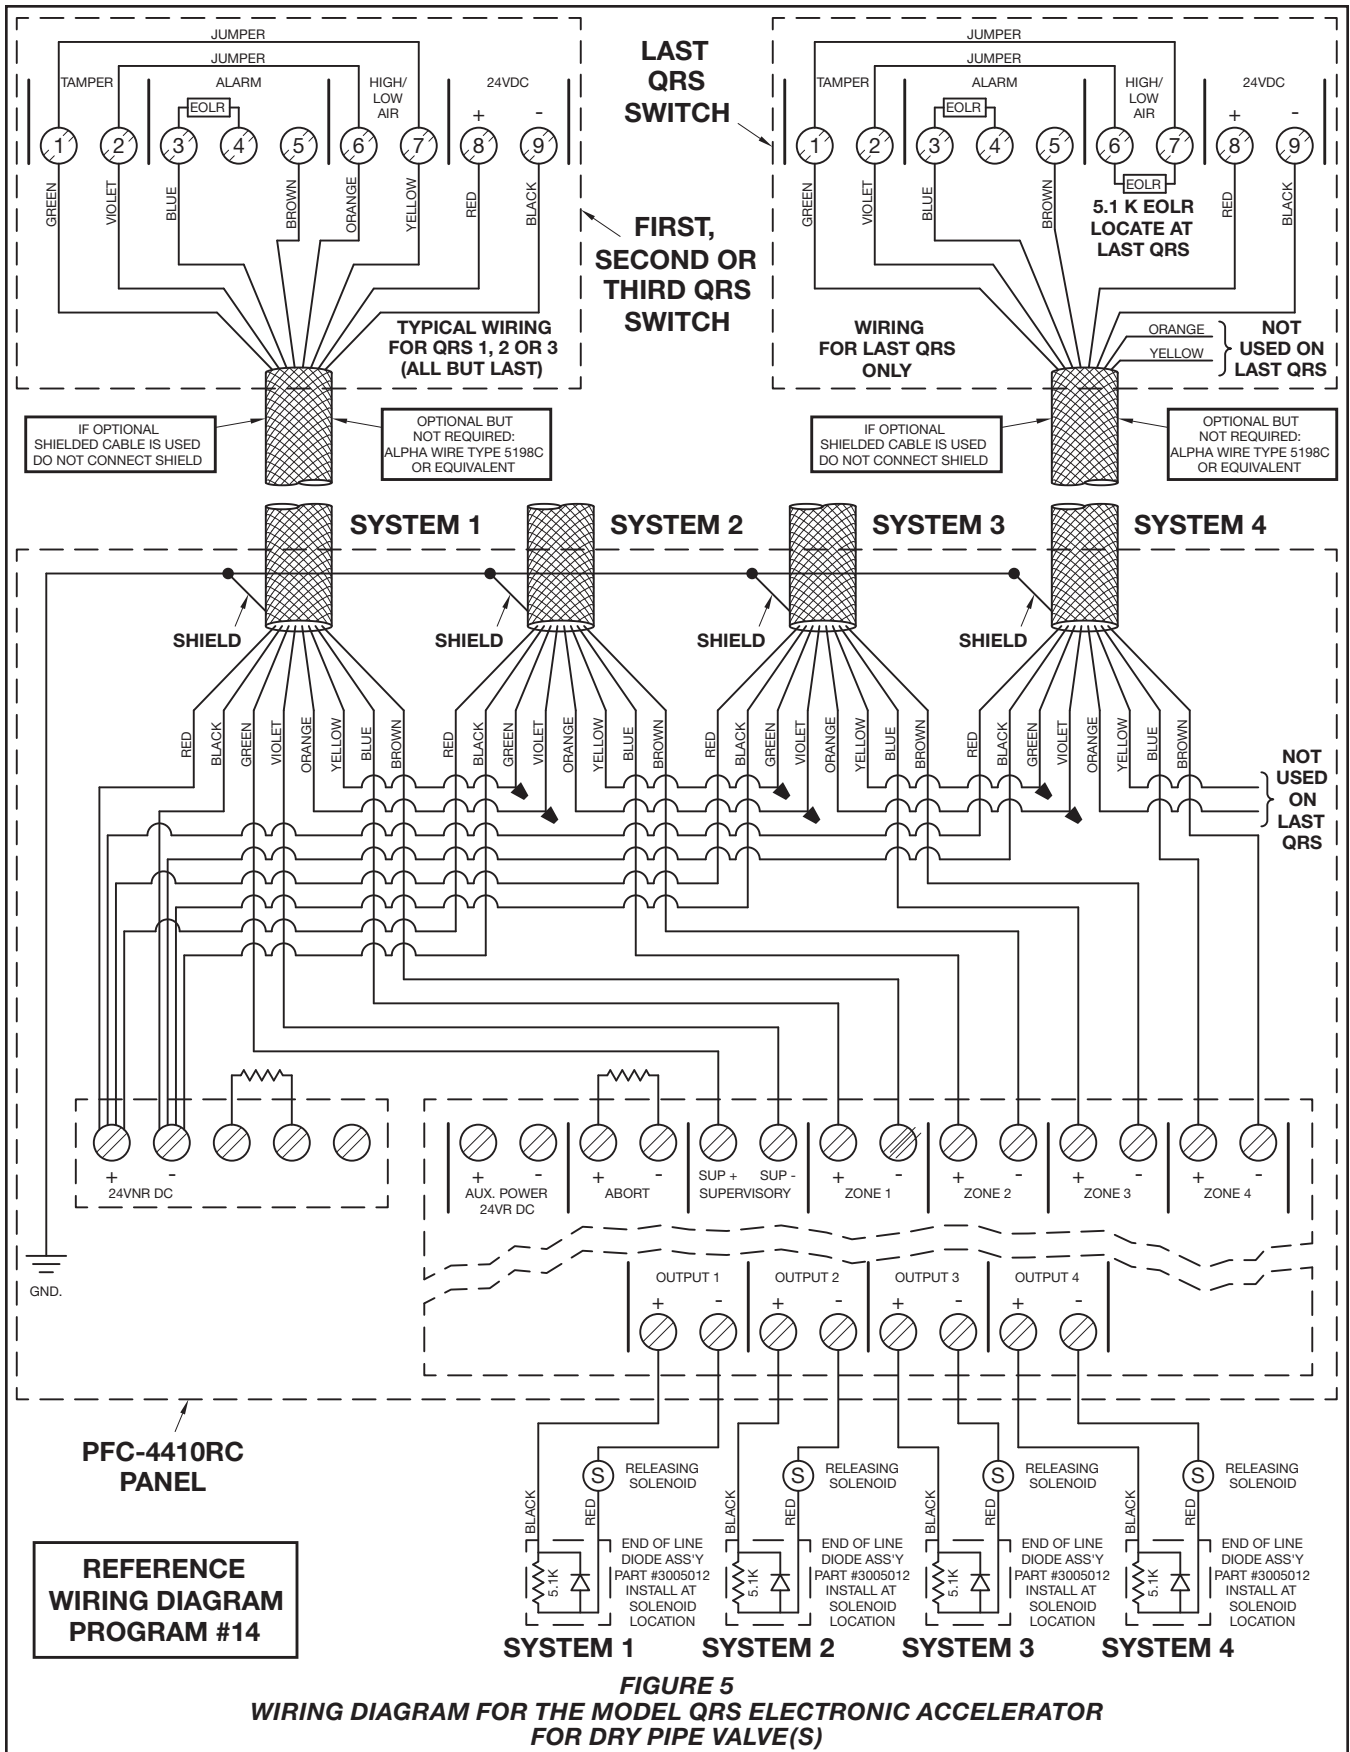 JUMPER
JUMPER
TAMPER
ALARM
HIGH/
LOW
AIR
24VDC
EOLR
+
-
1
2
3
4
5
6
7
8
9
GREEN
VIOLET
BLUE
BROWN
ORANGE
YELLOW
RED
BLACK
TYPICAL WIRING
FOR QRS 1, 2 OR 3
(ALL BUT LAST)
LAST
QRS
SWITCH
FIRST,
SECOND OR
THIRD QRS
SWITCH
JUMPER
JUMPER
TAMPER
ALARM
HIGH/
LOW
AIR
24VDC
EOLR
+
-
1
2
3
4
5
6
7
8
9
EOLR
5.1 K EOLR
LOCATE AT
LAST QRS
GREEN
VIOLET
BLUE
BROWN
RED
BLACK
WIRING
FOR LAST QRS
ONLY
ORANGE
YELLOW
NOT
USED ON
LAST QRS
IF OPTIONAL
SHIELDED CABLE IS USED
DO NOT CONNECT SHIELD
OPTIONAL BUT
NOT REQUIRED:
ALPHA WIRE TYPE 5198C
OR EQUIVALENT
IF OPTIONAL
SHIELDED CABLE IS USED
DO NOT CONNECT SHIELD
OPTIONAL BUT
NOT REQUIRED:
ALPHA WIRE TYPE 5198C
OR EQUIVALENT
SYSTEM 1
SYSTEM 2
SYSTEM 3
SYSTEM 4
SHIELD
SHIELD
SHIELD
SHIELD
RED
BLACK
GREEN
VIOLET
ORANGE
YELLOW
BLUE
BROWN
RED
BLACK
GREEN
VIOLET
ORANGE
YELLOW
BLUE
BROWN
RED
BLACK
GREEN
VIOLET
ORANGE
YELLOW
BLUE
BROWN
RED
BLACK
GREEN
VIOLET
ORANGE
YELLOW
BLUE
BROWN
NOT
USED
ON
LAST
QRS
+ -
24VNR DC
+ -
AUX. POWER
24VR DC
+ -
ABORT
SUP + SUP -
SUPERVISORY
+ -
ZONE 1
+ -
ZONE 2
+ -
ZONE 3
+ -
ZONE 4
GND.
OUTPUT 1
+ -
OUTPUT 2
+ -
OUTPUT 3
+ -
OUTPUT 4
+ -
PFC-4410RC
PANEL
S
RELEASING
SOLENOID
BLACK
RED
5.1K
END OF LINE
DIODE ASS'Y
PART #3005012
INSTALL AT
SOLENOID
LOCATION
SYSTEM 1
S
RELEASING
SOLENOID
BLACK
RED
5.1K
END OF LINE
DIODE ASS'Y
PART #3005012
INSTALL AT
SOLENOID
LOCATION
SYSTEM 2
S
RELEASING
SOLENOID
BLACK
RED
5.1K
END OF LINE
DIODE ASS'Y
PART #3005012
INSTALL AT
SOLENOID
LOCATION
SYSTEM 3
S
RELEASING
SOLENOID
BLACK
RED
5.1K
END OF LINE
DIODE ASS'Y
PART #3005012
INSTALL AT
SOLENOID
LOCATION
SYSTEM 4
REFERENCE
WIRING DIAGRAM
PROGRAM #14
FIGURE 5
WIRING DIAGRAM FOR THE MODEL QRS ELECTRONIC ACCELERATOR
FOR DRY PIPE VALVE(S)